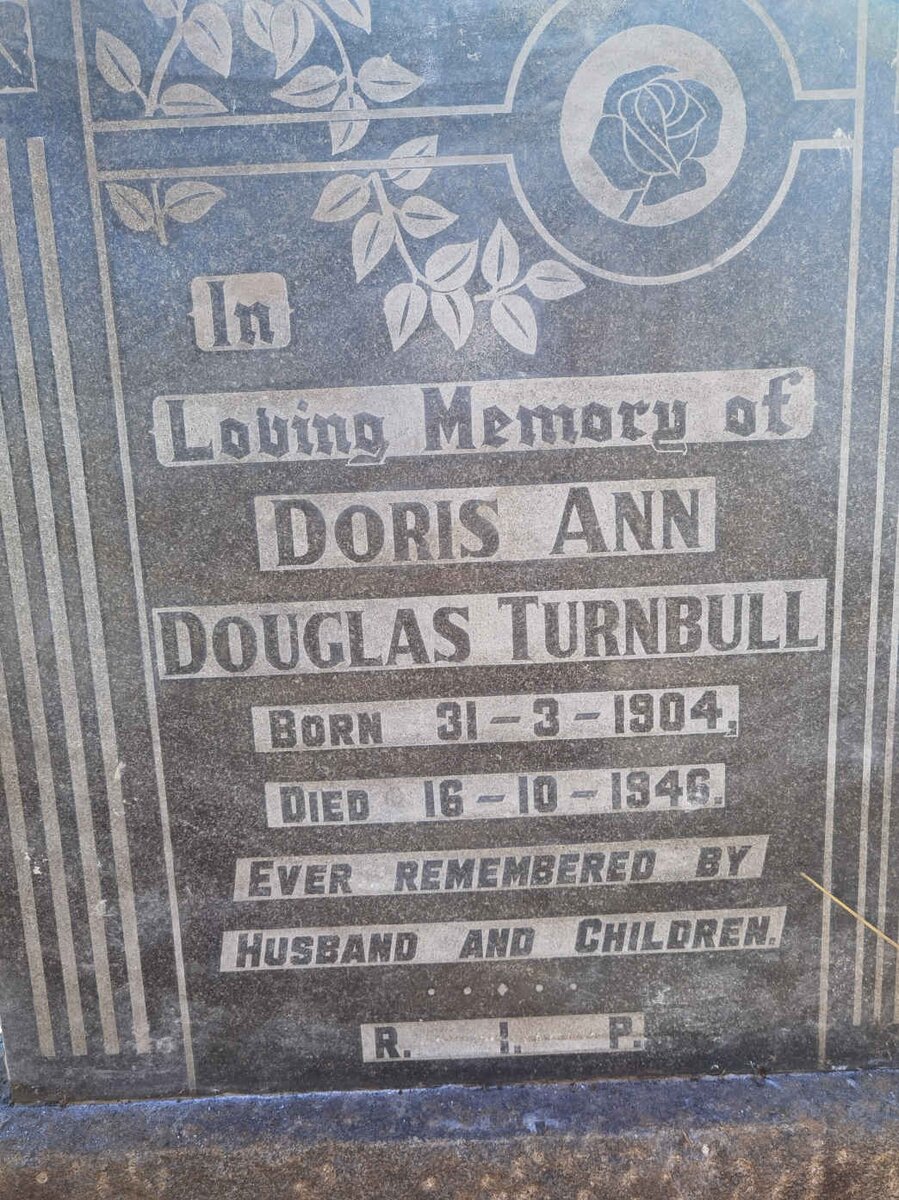 In
Loving Memory of
DORIS ANN
DOUGLAS TURNBULL
BORN 31-3-1904.
DIED 16-10-1946.
EVER REMEMBERED BY
HUSBAND AND CHILDREN.
R. I. P.